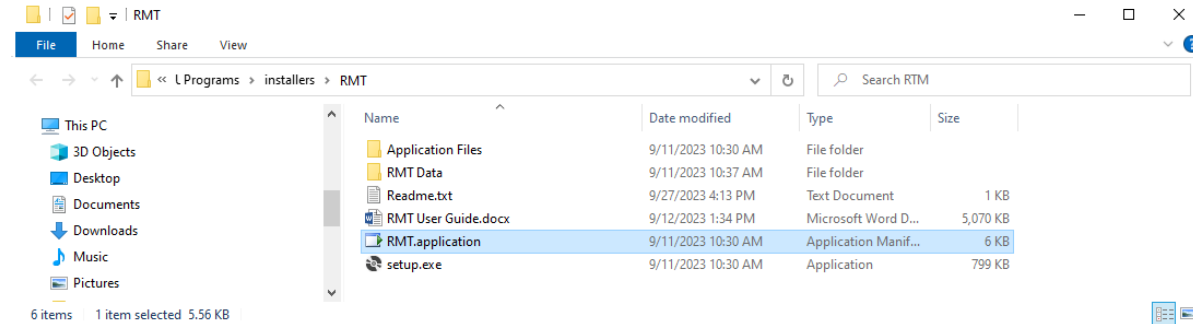 RMT
File Home Share View
« l Programs > installers > RMT
Search RTM
Name Date modified Type Size
This PC
3D Objects
Desktop
Documents
Downloads
Music
Pictures
Application Files 9/11/2023 10:30 AM File folder
RMT Data 9/11/2023 10:37 AM File folder
Readme.txt 9/27/2023 4:13 PM Text Document 1 KB
RMT User Guide.docx 9/12/2023 1:34 PM Microsoft Word D... 5,070 KB
RMT.application 9/11/2023 10:30 AM Application Manif... 6 KB
setup.exe 9/11/2023 10:30 AM Application 799 KB
6 items 1 item selected 5.56 KB